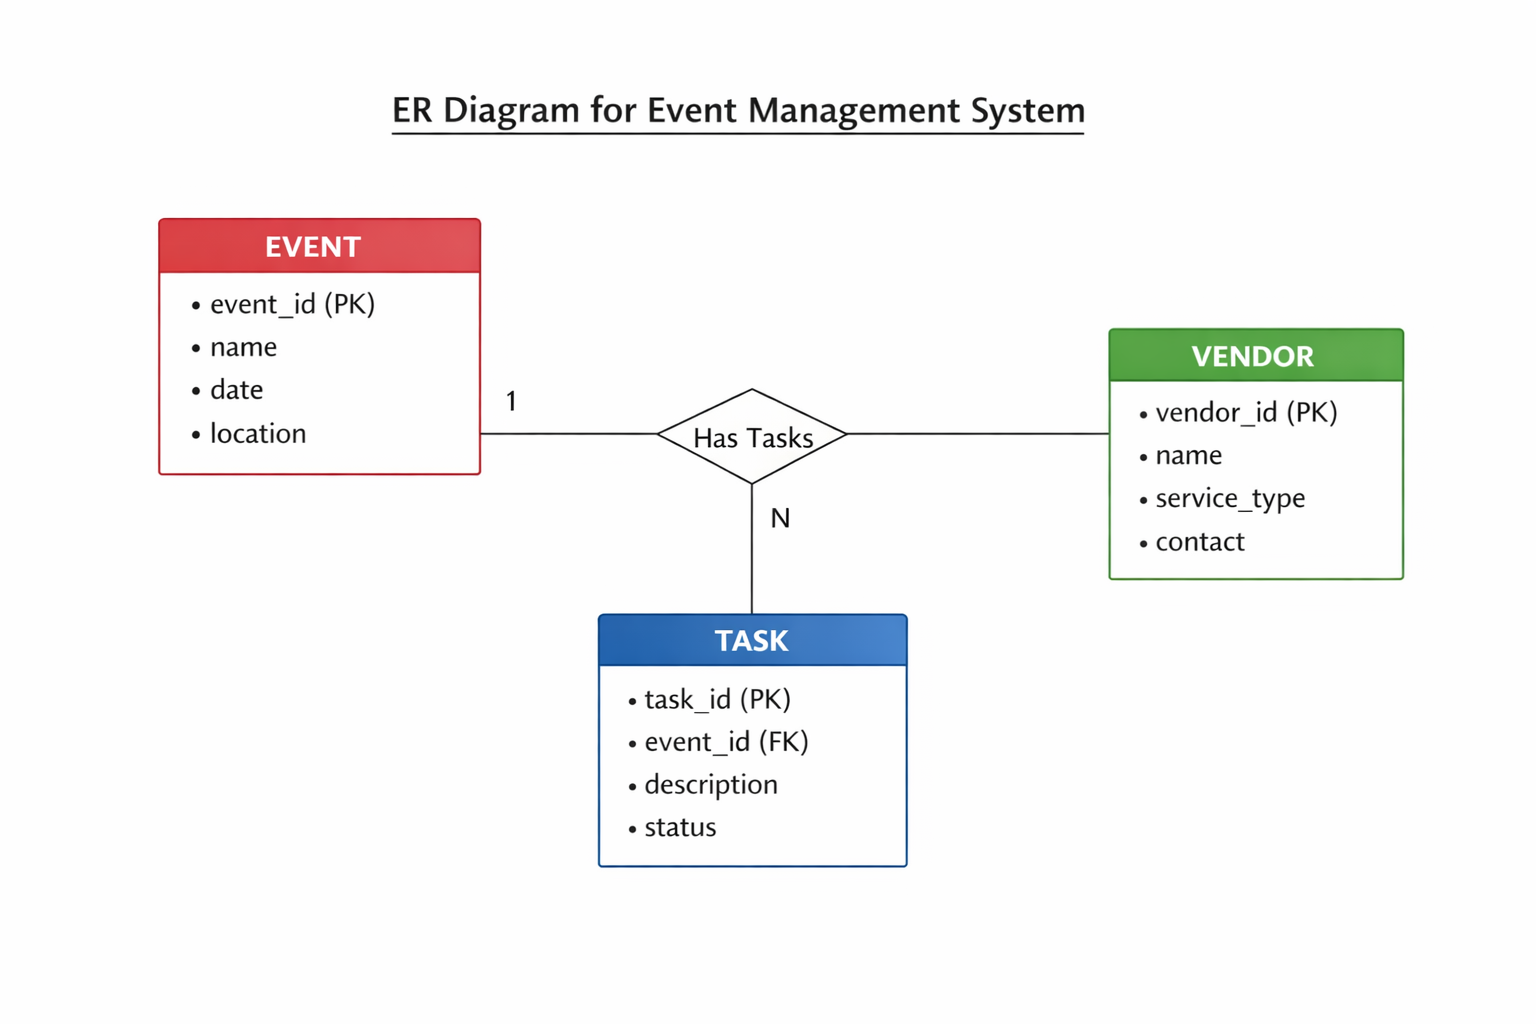 ER Diagram for Event Management System
EVENT
• event_id (PK)
• name
• date
• location
1
Has Tasks
N
VENDOR
• vendor_id (PK)
• name
• service_type
• contact
TASK
• task_id (PK)
• event_id (FK)
• description
• status